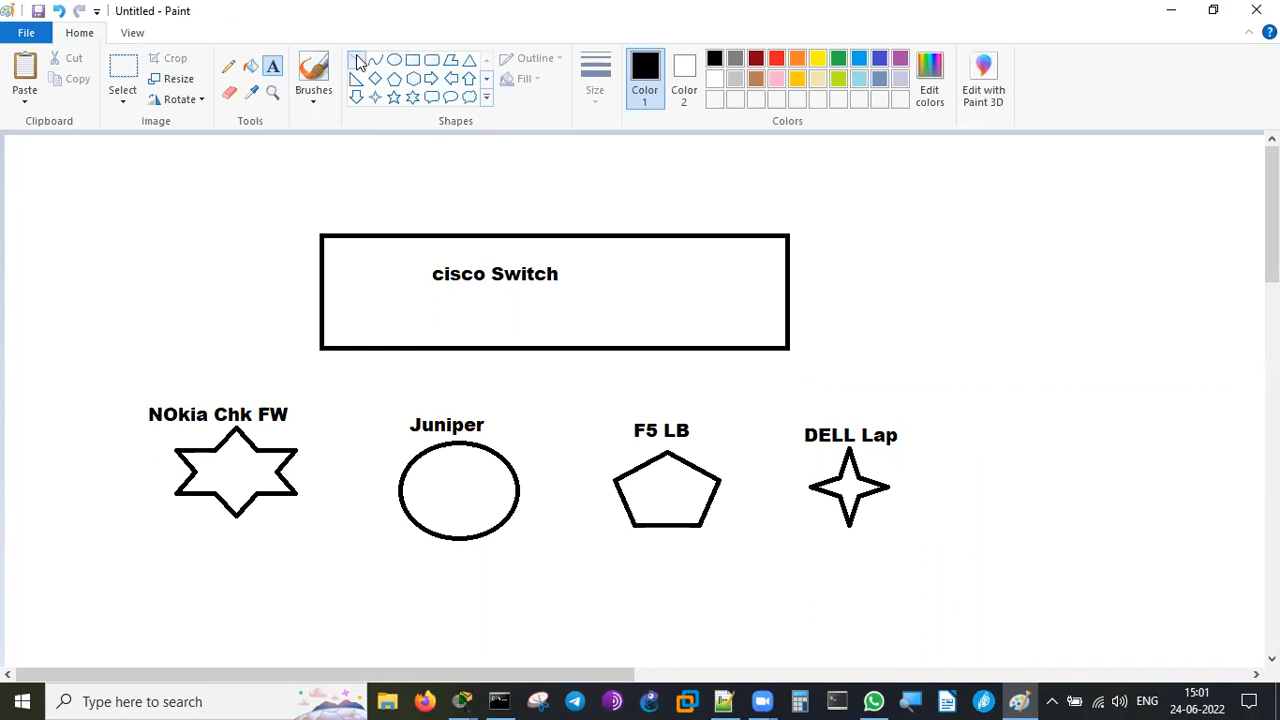 Untitled - Paint
File
Home
View
Paste
Cut
Copy
Clipboard
Select
Crop
Resize
Rotate
Image
A
Tools
Brushes
Shapes
Outline
Fill
Size
Color 1
Color 2
Edit colors
Edit with Paint 3D
Colors
cisco Switch
NOkia Chk FW
Juniper
F5 LB
DELL Lap
Type here to search
ENG
15:01
24-06-2022